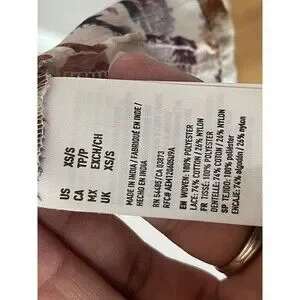 US XS/S
CA TP/P
MX EXCH/CH
UK XS/S
MADE IN INDIA / FABRIQUÉ EN INDE /
HECHO EN INDIA
RN 54485/CA 03873
EN WOVEN: 100% POLYESTER
LACE: 74% COTTON / 26% NYLON
FR TISSÉ: 100% POLYESTER
DENTELLE: 74% COTON / 26% NYLON
SP TEJIDO: 100% poliéster
ENCAJE: 74% algodón / 26% nylon